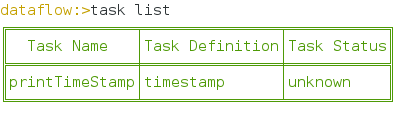 dataflow:>task list
Task Name Task Definition Task Status
printTimeStamp timestamp unknown